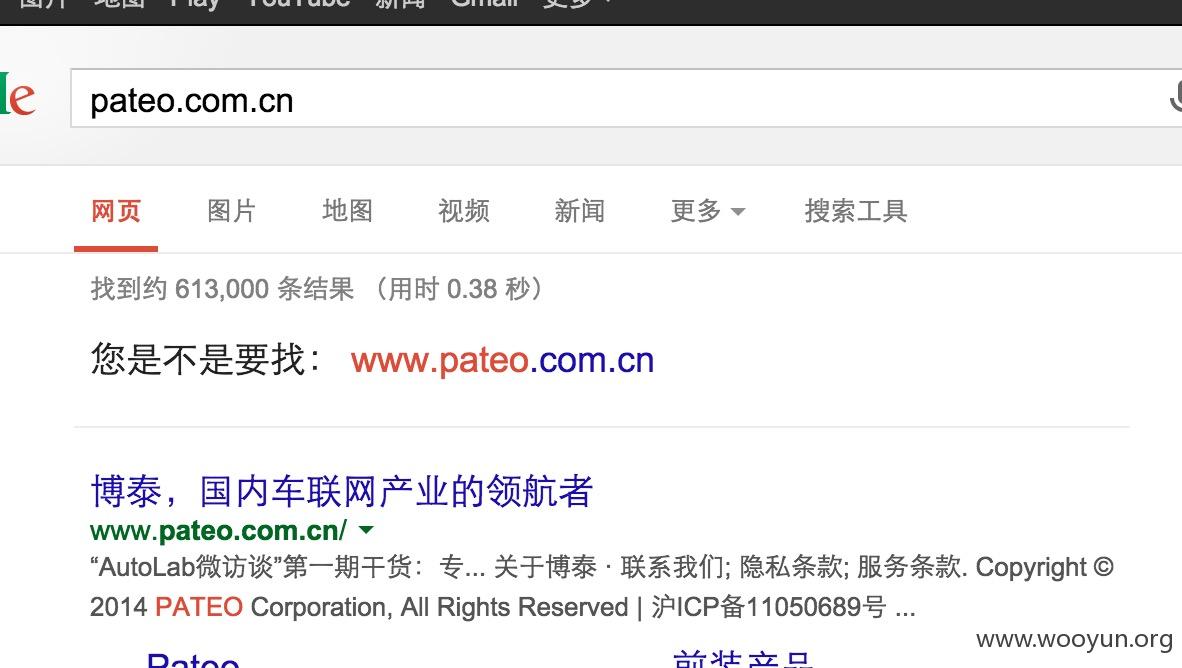 图片 地图 Play YouTube 新闻 Gmail 更多
le
pateo.com.cn
网页 图片 地图 视频 新闻 更多 搜索工具
找到约 613,000 条结果 （用时 0.38 秒）
您是不是要找： www.pateo.com.cn
博泰，国内车联网产业的领航者
www.pateo.com.cn/
“AutoLab微访谈”第一期干货：专... 关于博泰 · 联系我们; 隐私条款; 服务条款. Copyright ©
2014 PATEO Corporation, All Rights Reserved | 沪ICP备11050689号 ...
Pateo 前装产品
www.wooyun.org